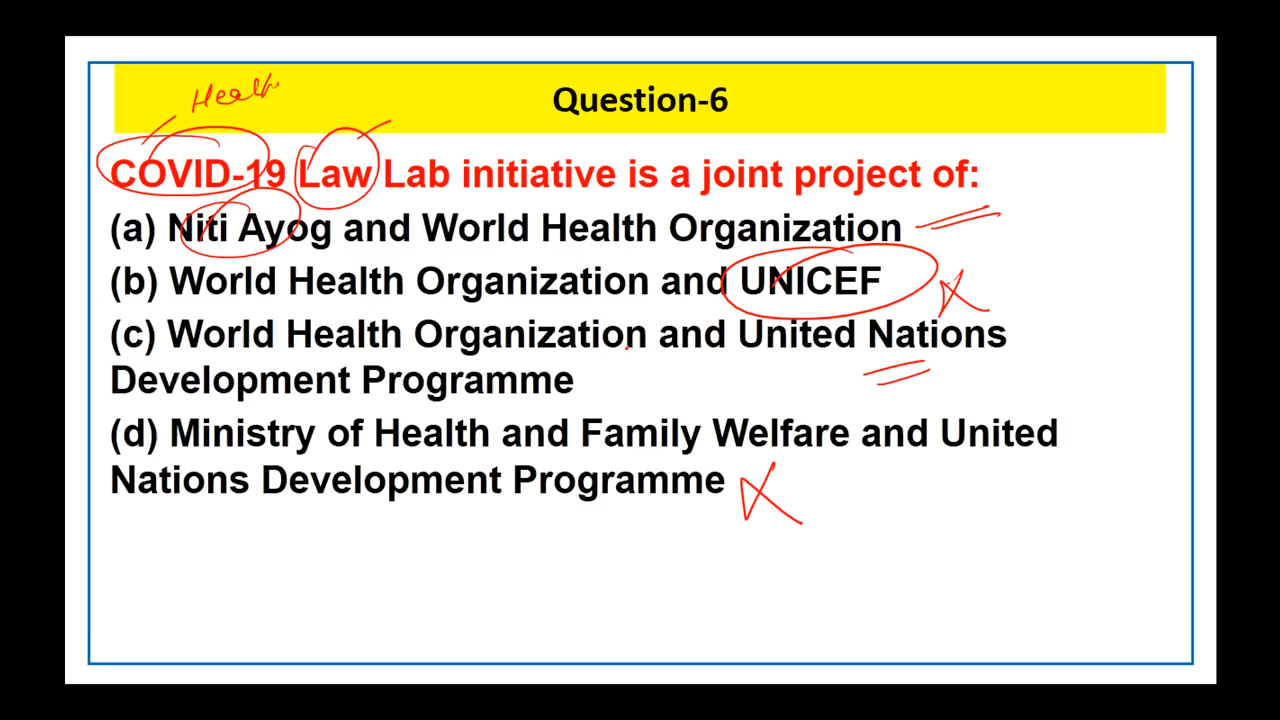 Question-6
Health
COVID-19 Law Lab initiative is a joint project of:
(a) Niti Ayog and World Health Organization
(b) World Health Organization and UNICEF
(c) World Health Organization and United Nations
Development Programme
(d) Ministry of Health and Family Welfare and United
Nations Development Programme